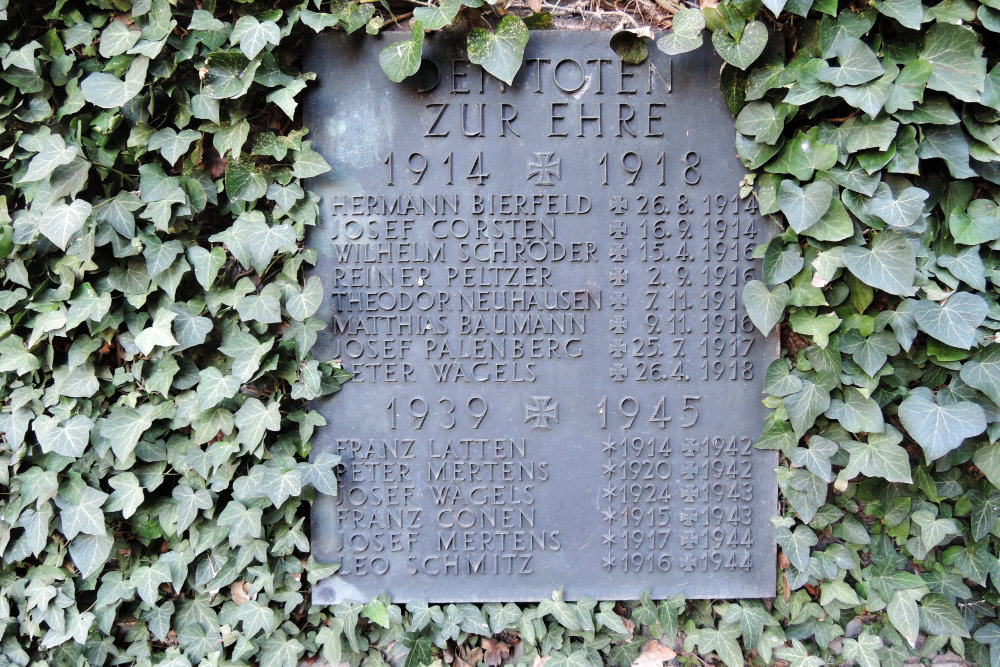 DEN TOTEN
ZUR EHRE
1914 ✠ 1918
HERMANN BIERFELD ✠ 26.8.1914
JOSEF CORSTEN ✠ 16.9.1914
WILHELM SCHRÖDER ✠ 15.4.1916
REINER PELTZER ✠ 2.9.1916
THEODOR NEUHAUSEN ✠ 7.11.1916
MATTHIAS BAUMANN ✠ 9.11.1916
JOSEF PALENBERG ✠ 25.7.1917
PETER WAGELS ✠ 26.4.1918
1939 ✠ 1945
FRANZ LATTEN *1914 ✠1942
PETER MERTENS *1920 ✠1942
JOSEF WAGELS *1924 ✠1943
FRANZ CONEN *1915 ✠1943
JOSEF MERTENS *1917 ✠1944
LEO SCHMITZ *1916 ✠1944